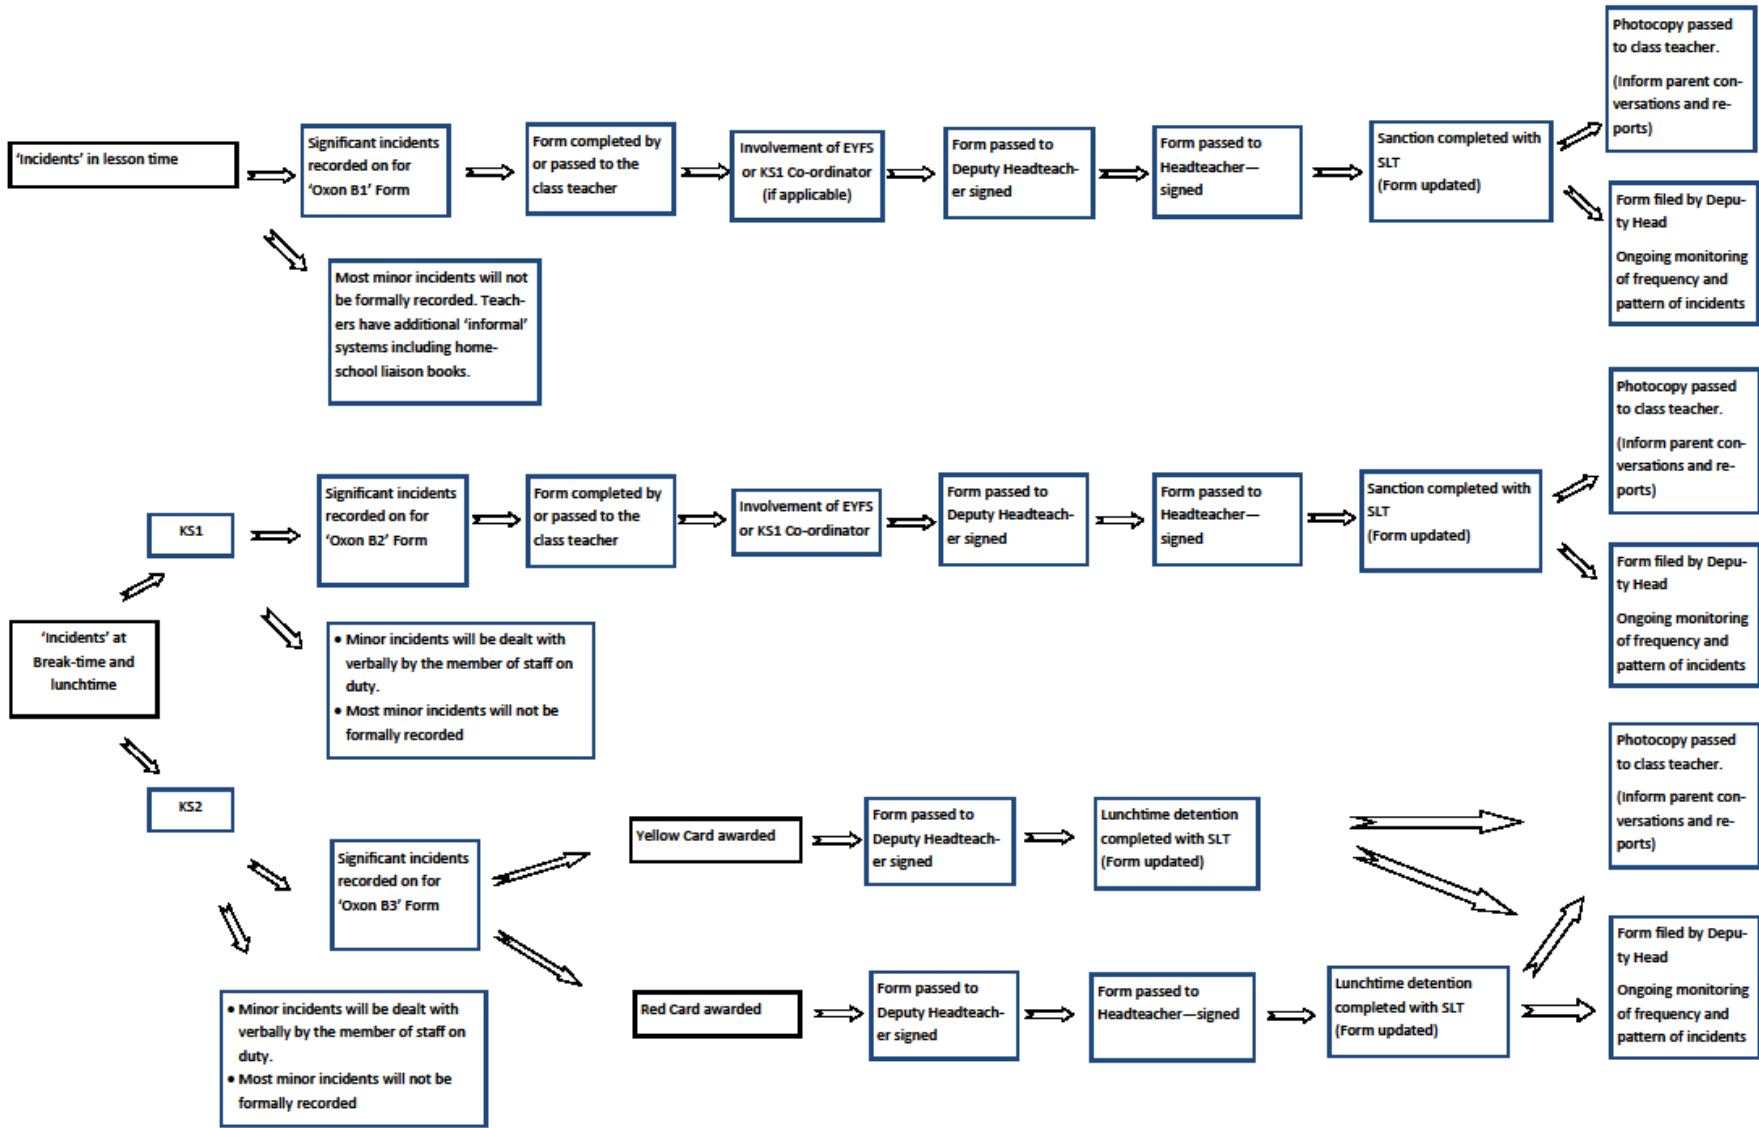 'Incidents' in lesson time
Significant incidents
recorded on for
'Oxon B1' Form
Form completed by
or passed to the
class teacher
Involvement of EYFS
or KS1 Co-ordinator
(if applicable)
Form passed to
Deputy Headteach-
er signed
Form passed to
Headteacher—
signed
Sanction completed with
SLT
(Form updated)
Photocopy passed
to class teacher.
(Inform parent con-
versations and re-
ports)
Form filed by Depu-
ty Head
Ongoing monitoring
of frequency and
pattern of incidents
Most minor incidents will not
be formally recorded. Teach-
ers have additional 'informal'
systems including home-
school liaison books.
'Incidents' at
Break-time and
lunchtime
KS1
Significant incidents
recorded on for
'Oxon B2' Form
Form completed by
or passed to the
class teacher
Involvement of EYFS
or KS1 Co-ordinator
Form passed to
Deputy Headteach-
er signed
Form passed to
Headteacher—
signed
Sanction completed with
SLT
(Form updated)
Photocopy passed
to class teacher.
(Inform parent con-
versations and re-
ports)
Form filed by Depu-
ty Head
Ongoing monitoring
of frequency and
pattern of incidents
• Minor incidents will be dealt with
verbally by the member of staff on
duty.
• Most minor incidents will not be
formally recorded
KS2
Significant incidents
recorded on for
'Oxon B3' Form
Yellow Card awarded
Form passed to
Deputy Headteach-
er signed
Lunchtime detention
completed with SLT
(Form updated)
Photocopy passed
to class teacher.
(Inform parent con-
versations and re-
ports)
Red Card awarded
Form passed to
Deputy Headteach-
er signed
Form passed to
Headteacher—signed
Lunchtime detention
completed with SLT
(Form updated)
Form filed by Depu-
ty Head
Ongoing monitoring
of frequency and
pattern of incidents
• Minor incidents will be dealt with
verbally by the member of staff on
duty.
• Most minor incidents will not be
formally recorded